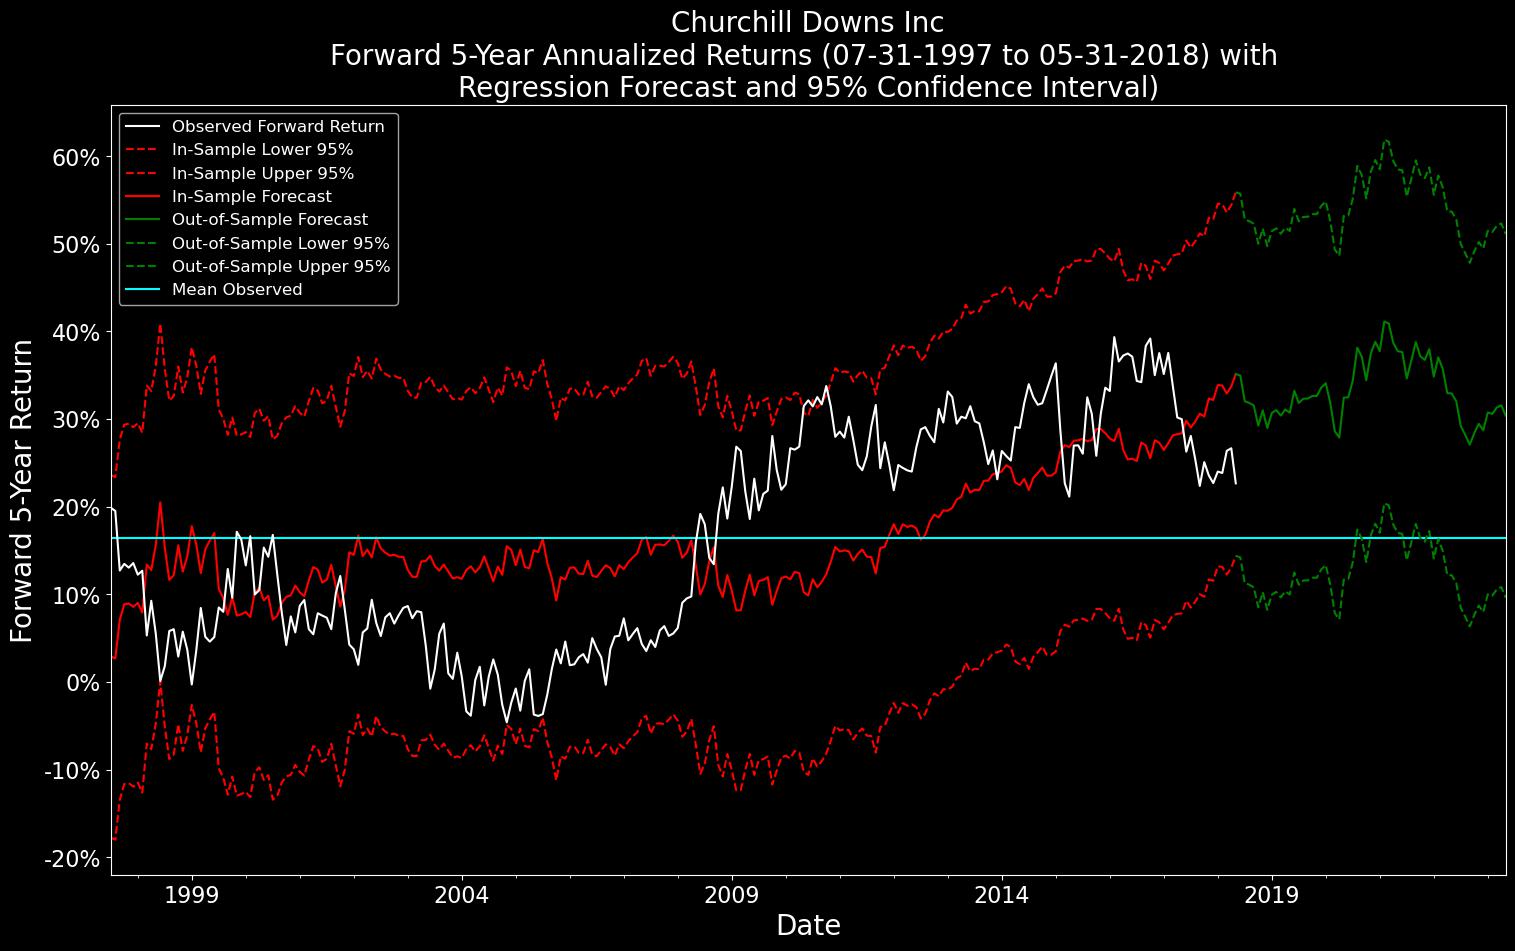 Churchill Downs Inc
Forward 5-Year Annualized Returns (07-31-1997 to 05-31-2018) with
Regression Forecast and 95% Confidence Interval)
Observed Forward Return
In-Sample Lower 95%
In-Sample Upper 95%
In-Sample Forecast
Out-of-Sample Forecast
Out-of-Sample Lower 95%
Out-of-Sample Upper 95%
Mean Observed
Forward 5-Year Return
60%
50%
40%
30%
20%
10%
0%
-10%
-20%
1999
2004
2009
2014
2019
Date